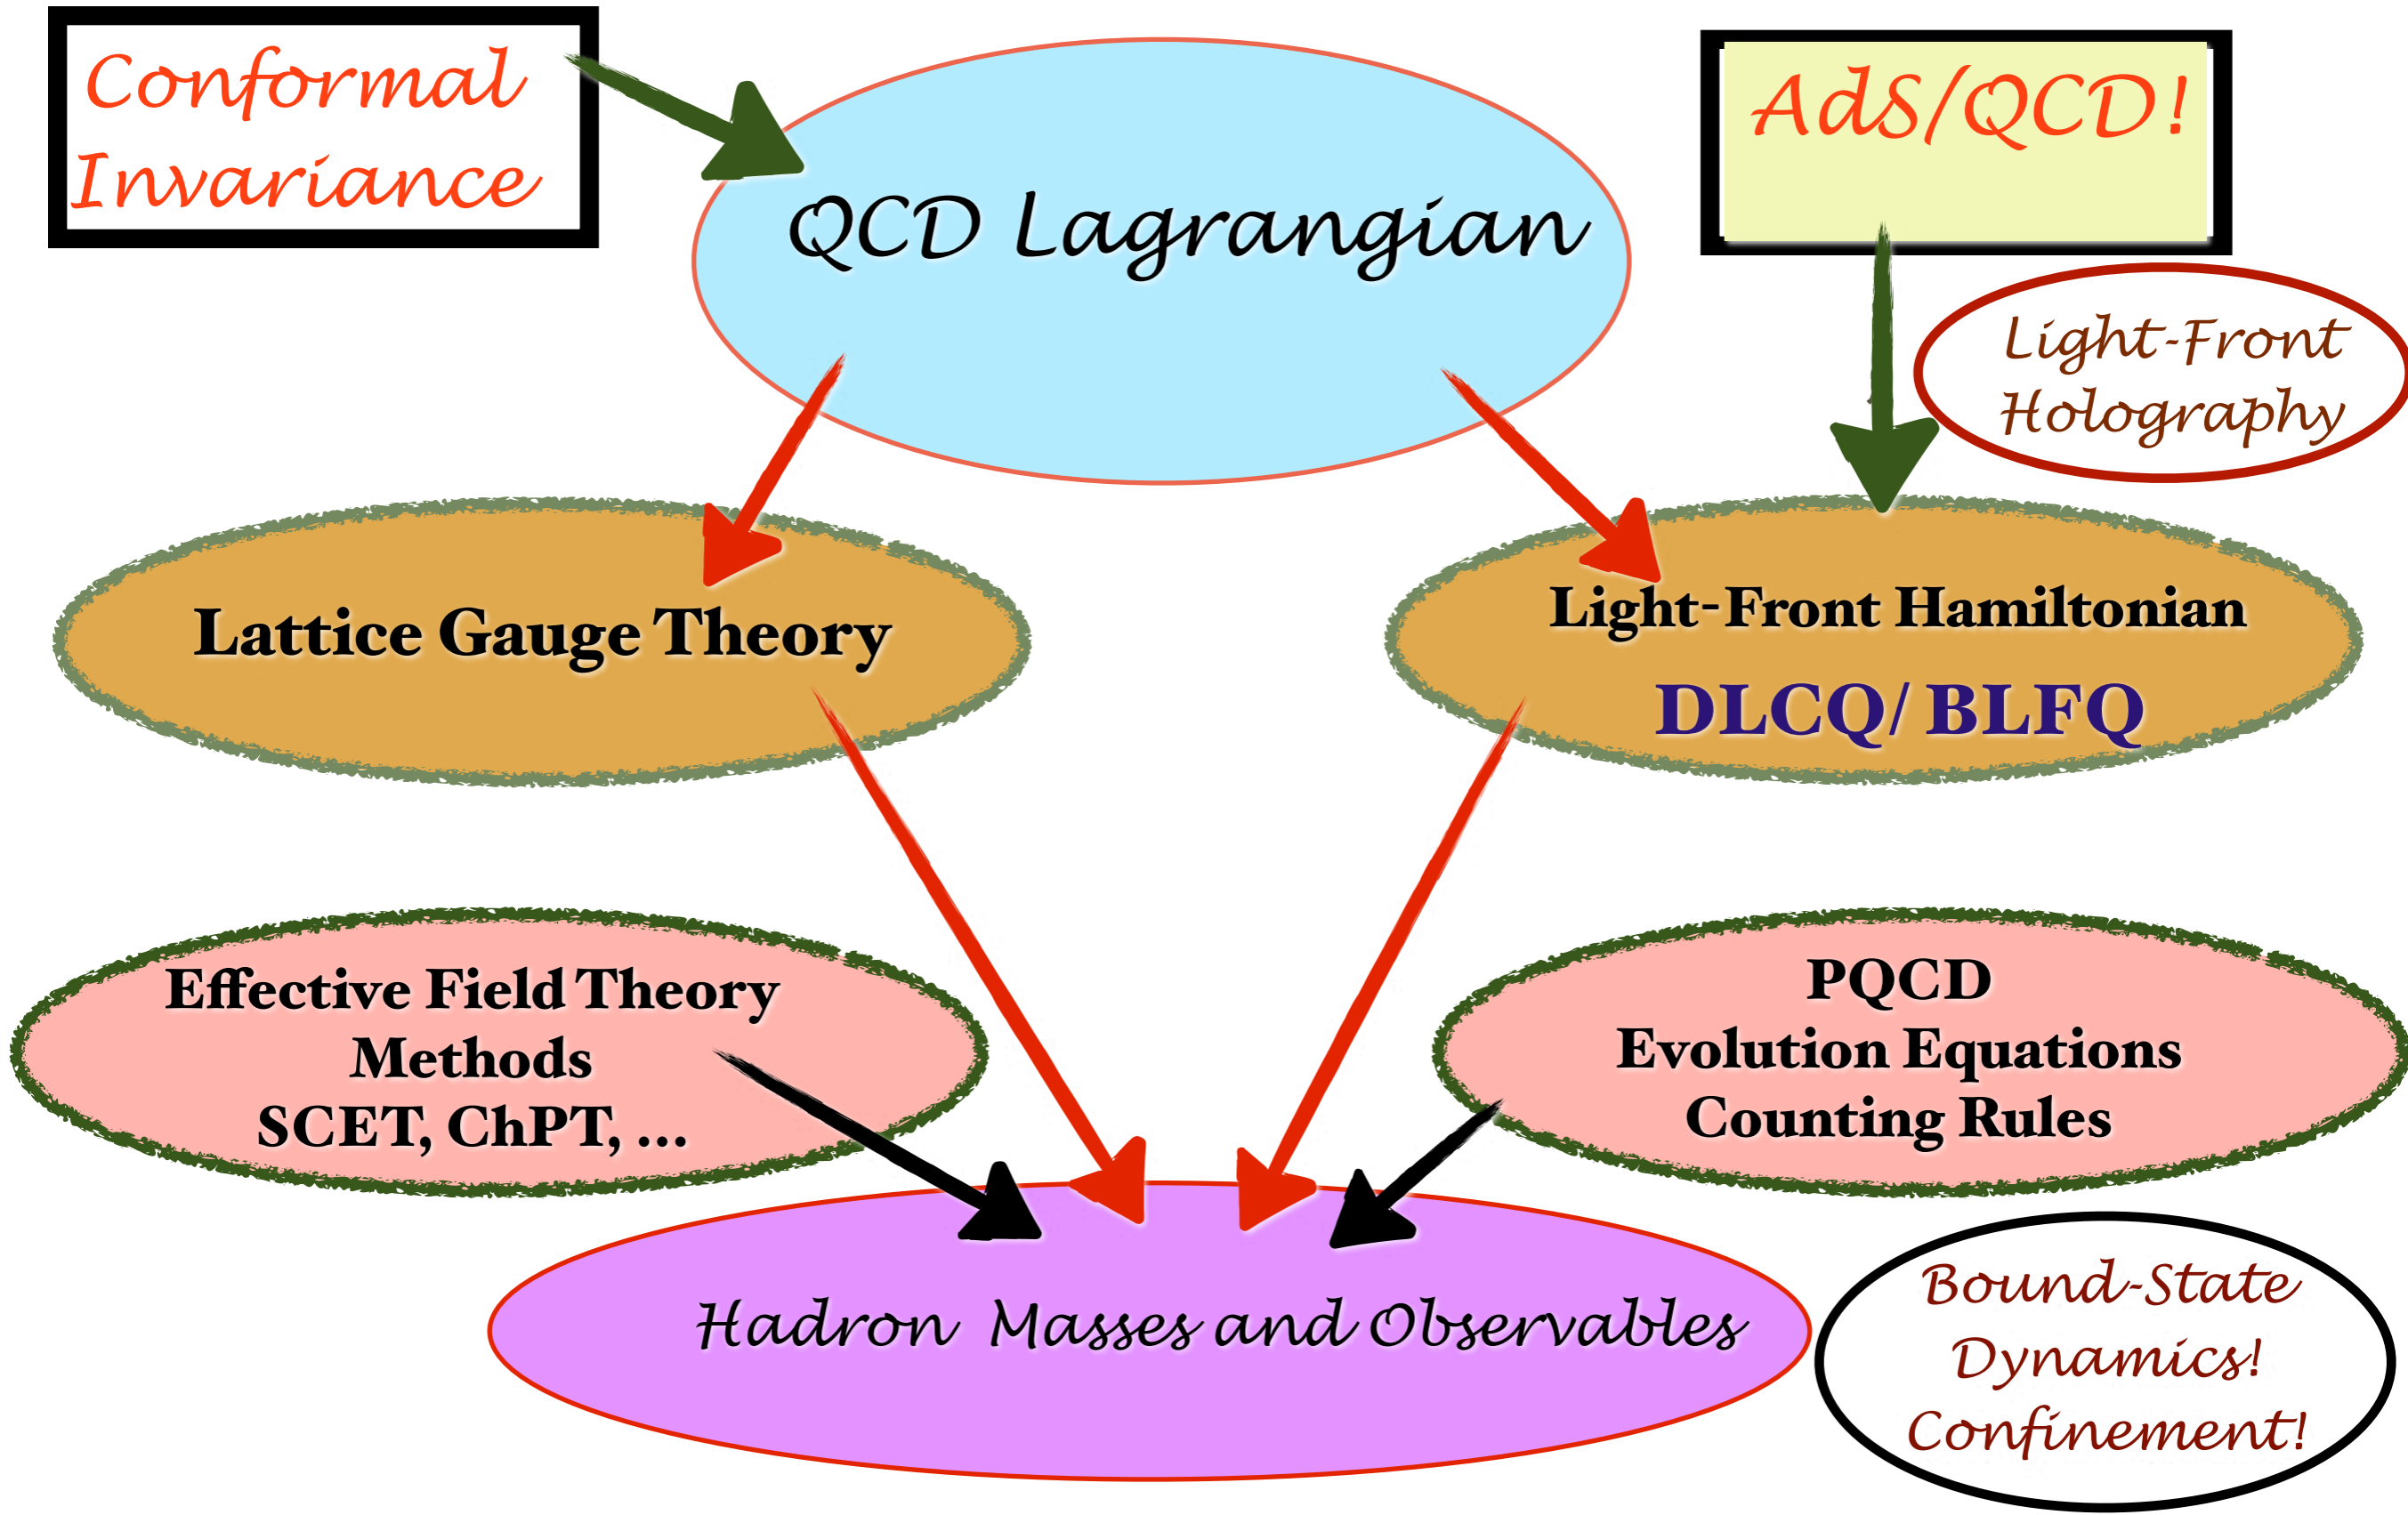 Conformal
Invariance
QCD Lagrangian
AdS/QCD!
Light-Front
Holography
Lattice Gauge Theory
Light-Front Hamiltonian
DLCQ/ BLFQ
Effective Field Theory
Methods
SCET, ChPT, ...
PQCD
Evolution Equations
Counting Rules
Hadron Masses and Observables
Bound-State
Dynamics!
Confinement!